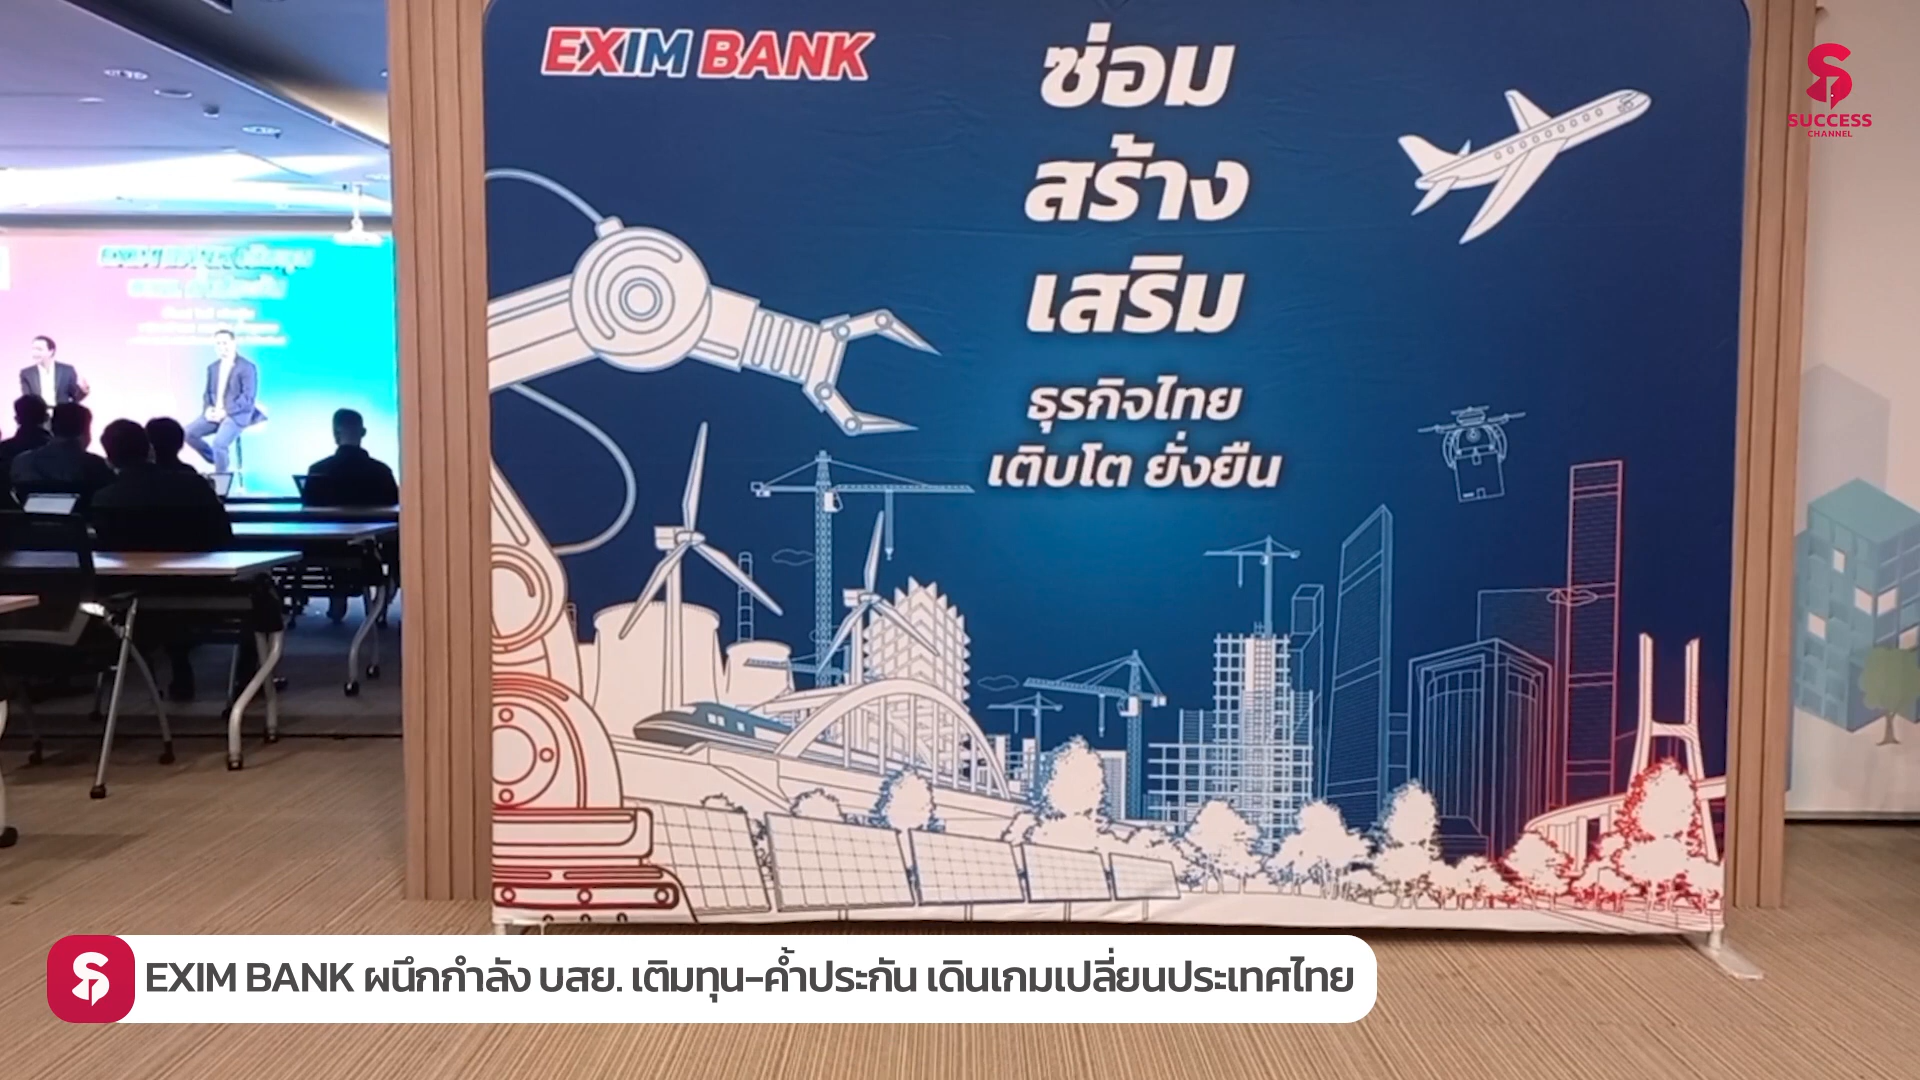 EXIM BANK
ซ่อม
สร้าง
เสริม
ธุรกิจไทย
เติบโต ยั่งยืน
SUCCESS
CHANNEL
EXIM BANK ผนึกกำลัง บสย. เติมทุน-ค้ำประกัน เดินเกมเปลี่ยนประเทศไทย